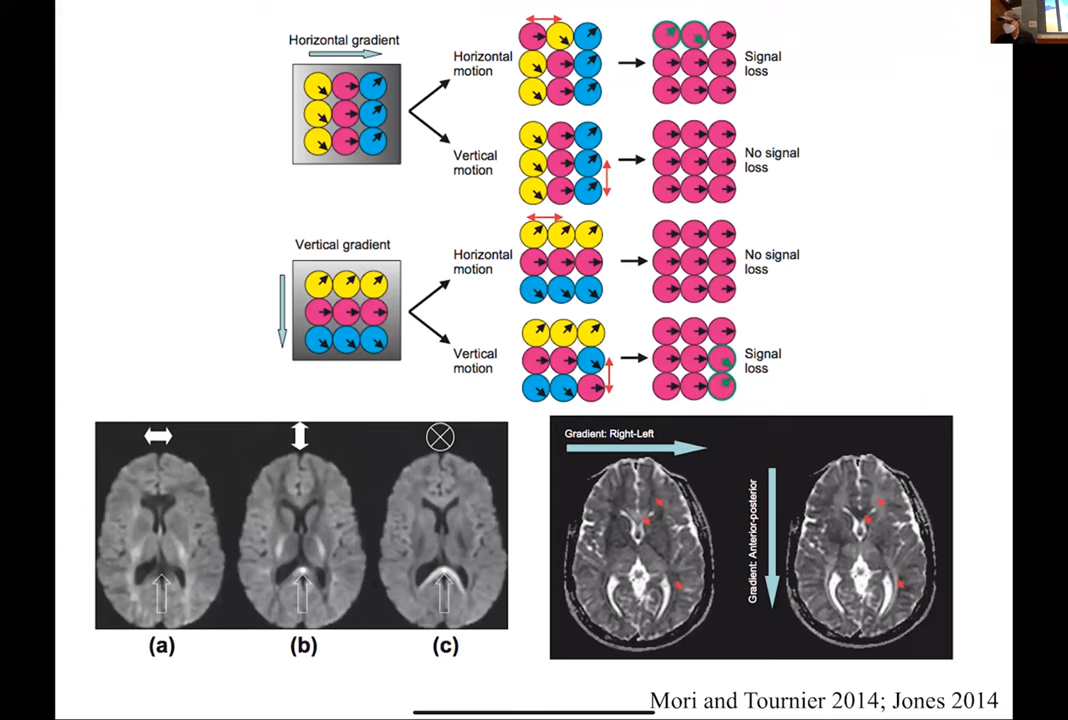 Horizontal gradient
Horizontal
motion
Signal
loss
Vertical
motion
No signal
loss
Vertical gradient
Horizontal
motion
No signal
loss
Vertical
motion
Signal
loss
Gradient: Right-Left
Gradient: Anterior-posterior
(a)
(b)
(c)
Mori and Tournier 2014; Jones 2014